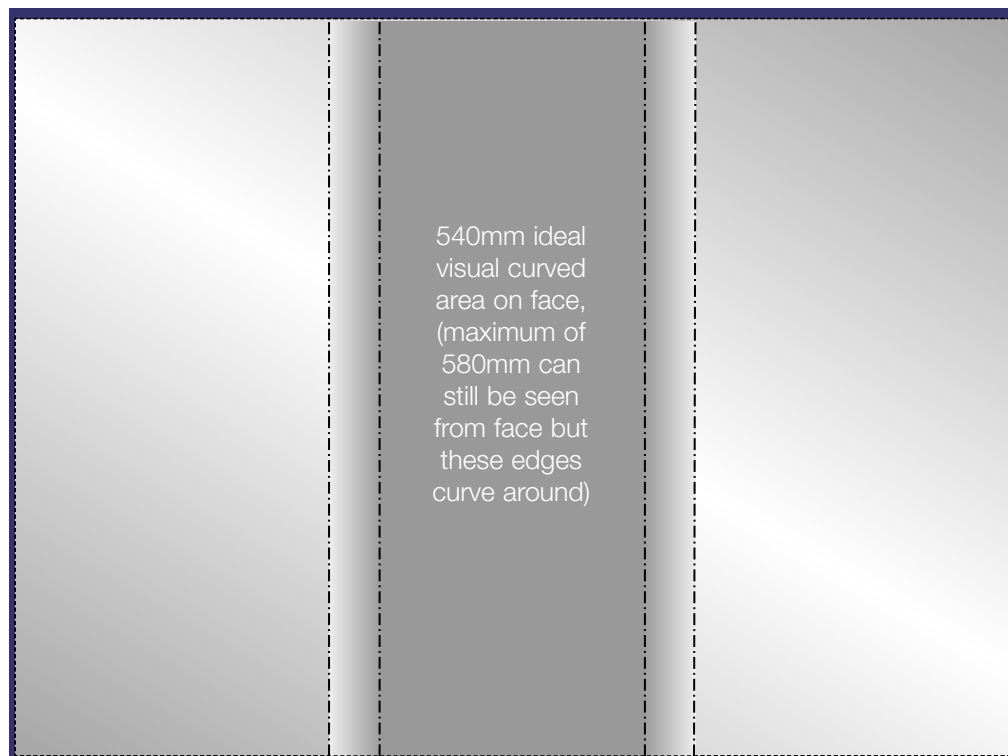 540mm ideal
visual curved
area on face,
(maximum of
580mm can
still be seen
from face but
these edges
curve around)